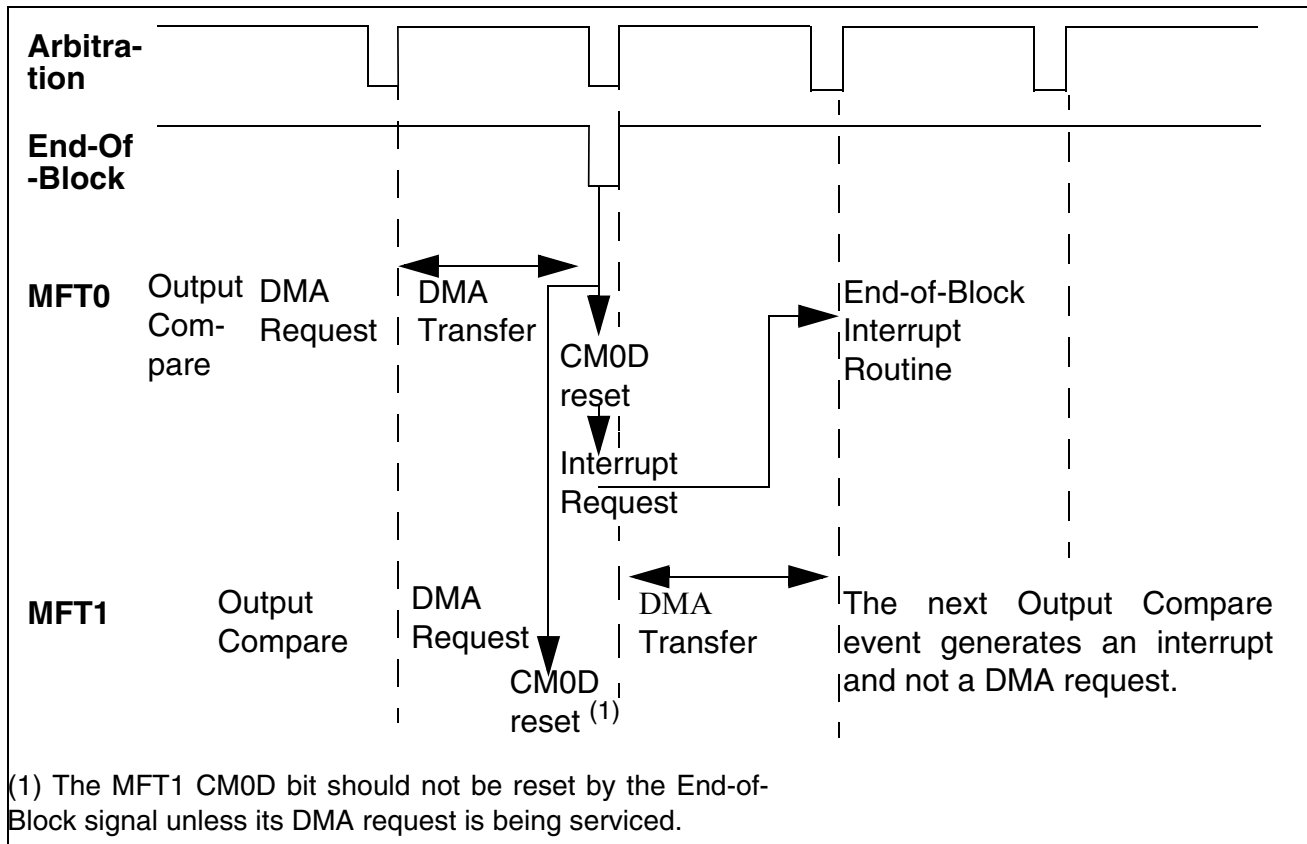 Arbitra-
tion
End-Of
-Block
MFT0
Output
Com-
pare
DMA
Request
DMA
Transfer
CM0D
reset
Interrupt
Request
End-of-Block
Interrupt
Routine
MFT1
Output
Compare
DMA
Request
CM0D
reset (1)
DMA
Transfer
The next Output Compare
event generates an interrupt
and not a DMA request.
(1) The MFT1 CM0D bit should not be reset by the End-of-
Block signal unless its DMA request is being serviced.